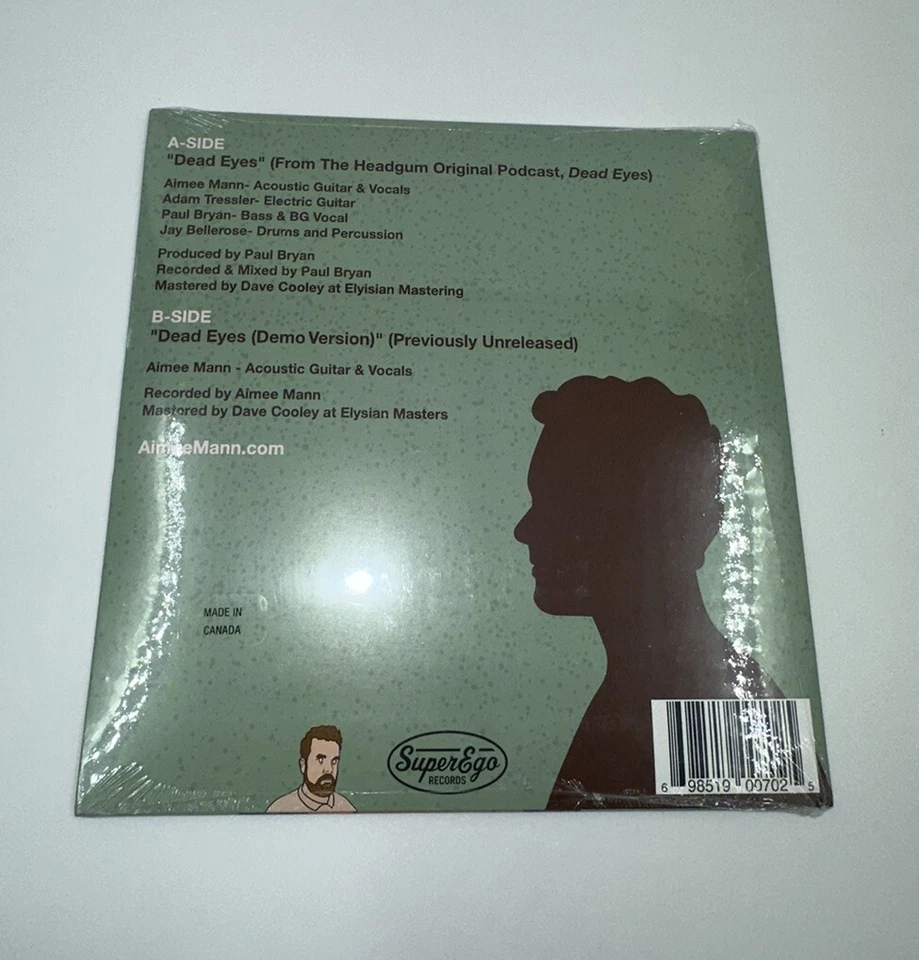 A-SIDE
"Dead Eyes" (From The Headgum Original Podcast, Dead Eyes)
Aimee Mann- Acoustic Guitar & Vocals
Adam Tressler- Electric Guitar
Paul Bryan- Bass & BG Vocal
Jay Bellerose- Drums and Percussion
Produced by Paul Bryan
Recorded & Mixed by Paul Bryan
Mastered by Dave Cooley at Elyisian Mastering
B-SIDE
"Dead Eyes (Demo Version)" (Previously Unreleased)
Aimee Mann - Acoustic Guitar & Vocals
Recorded by Aimee Mann
Mastered by Dave Cooley at Elysian Masters
AimeeMann.com
MADE IN
CANADA
SuperEgo
RECORDS
6 98519 00702 5